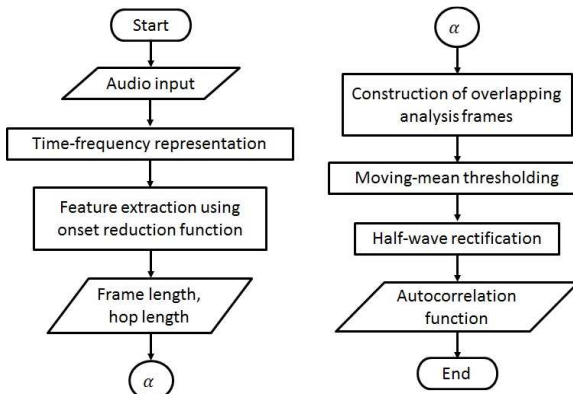 Start
Audio input
Time-frequency representation
Feature extraction using
onset reduction function
Frame length,
hop length
α
α
Construction of overlapping
analysis frames
Moving-mean thresholding
Half-wave rectification
Autocorrelation
function
End